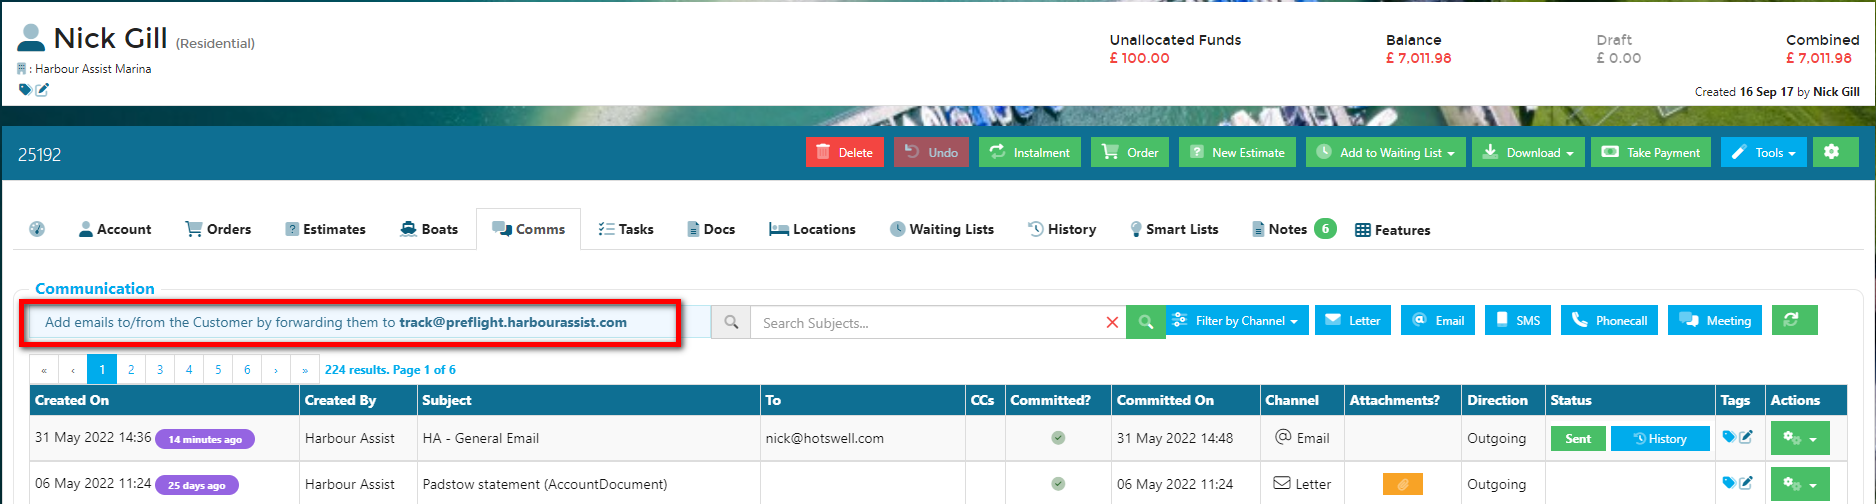 Nick Gill (Residential)
: Harbour Assist Marina
Unallocated Funds
£ 100.00
Balance
£ 7,011.98
Draft
£ 0.00
Combined
£ 7,011.98
Created 16 Sep 17 by Nick Gill
25192
Delete
Undo
Instalment
Order
New Estimate
Add to Waiting List
Download
Take Payment
Tools
Account
Orders
Estimates
Boats
Comms
Tasks
Docs
Locations
Waiting Lists
History
Smart Lists
Notes 6
Features
Communication
Add emails to/from the Customer by forwarding them to track@preflight.harbourassist.com
Search Subjects...
Filter by Channel
Letter
Email
SMS
Phonecall
Meeting
« ‹ 1 2 3 4 5 6 › » 224 results. Page 1 of 6
Created On Created By Subject To CCs Committed? Committed On Channel Attachments? Direction Status Tags Actions
31 May 2022 14:36 14 minutes ago Harbour Assist HA - General Email nick@hotswell.com 31 May 2022 14:48 Email Outgoing Sent History
06 May 2022 11:24 25 days ago Harbour Assist Padstow statement (AccountDocument) 06 May 2022 11:24 Letter Outgoing